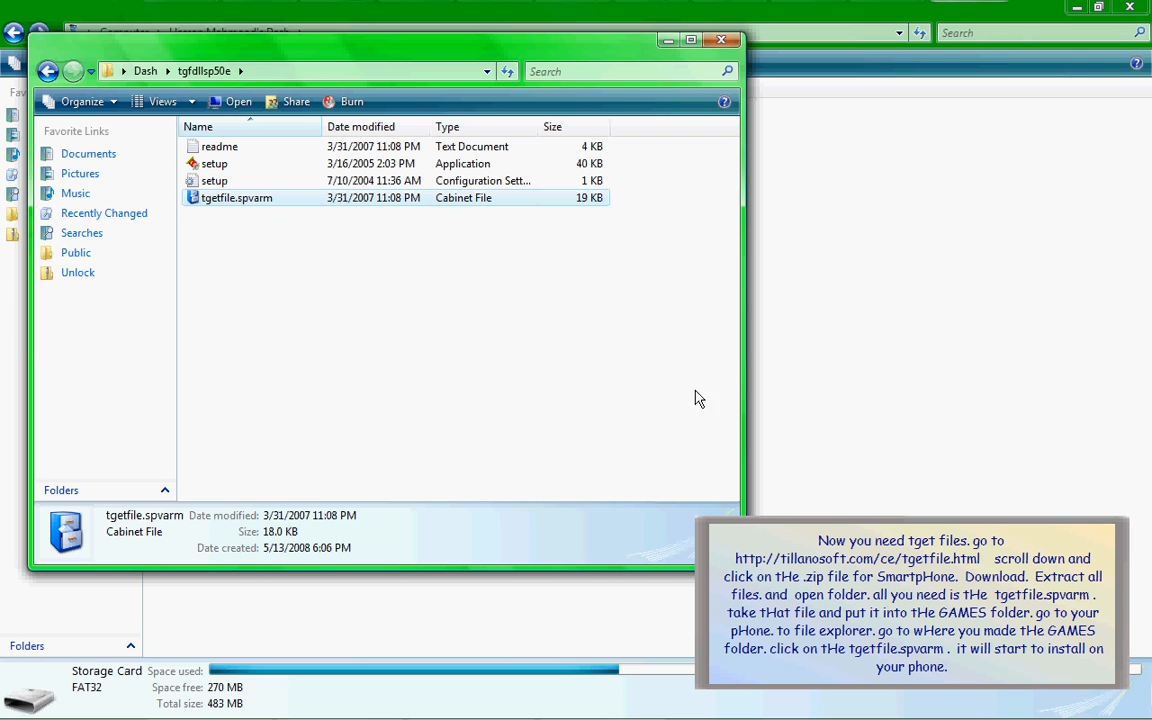 Search
Dash
tgfdllsp50e
Search
Organize
Views
Open
Share
Burn
Favorite Links
Documents
Pictures
Music
Recently Changed
Searches
Public
Unlock
Folders
Name Date modified Type Size
readme 3/31/2007 11:08 PM Text Document 4 KB
setup 3/16/2005 2:03 PM Application 40 KB
setup 7/10/2004 11:36 AM Configuration Sett... 1 KB
tgetfile.spvarm 3/31/2007 11:08 PM Cabinet File 19 KB
tgetfile.spvarm Date modified: 3/31/2007 11:08 PM
Cabinet File Size: 18.0 KB
Date created: 5/13/2008 6:06 PM
Fav
Folders
Storage Card Space used:
FAT32 Space free: 270 MB
Total size: 483 MB
Now you need tget files. go to
http://tillanosoft.com/ce/tgetfile.html scroll down and
click on tHe .zip file for SmartpHone. Download. Extract all
files. and open folder. all you need is tHe tgetfile.spvarm .
take tHat file and put it into tHe GAMES folder. go to your
pHone. to file explorer. go to wHere you made tHe GAMES
folder. click on tHe tgetfile.spvarm . it will start to install on
your phone.